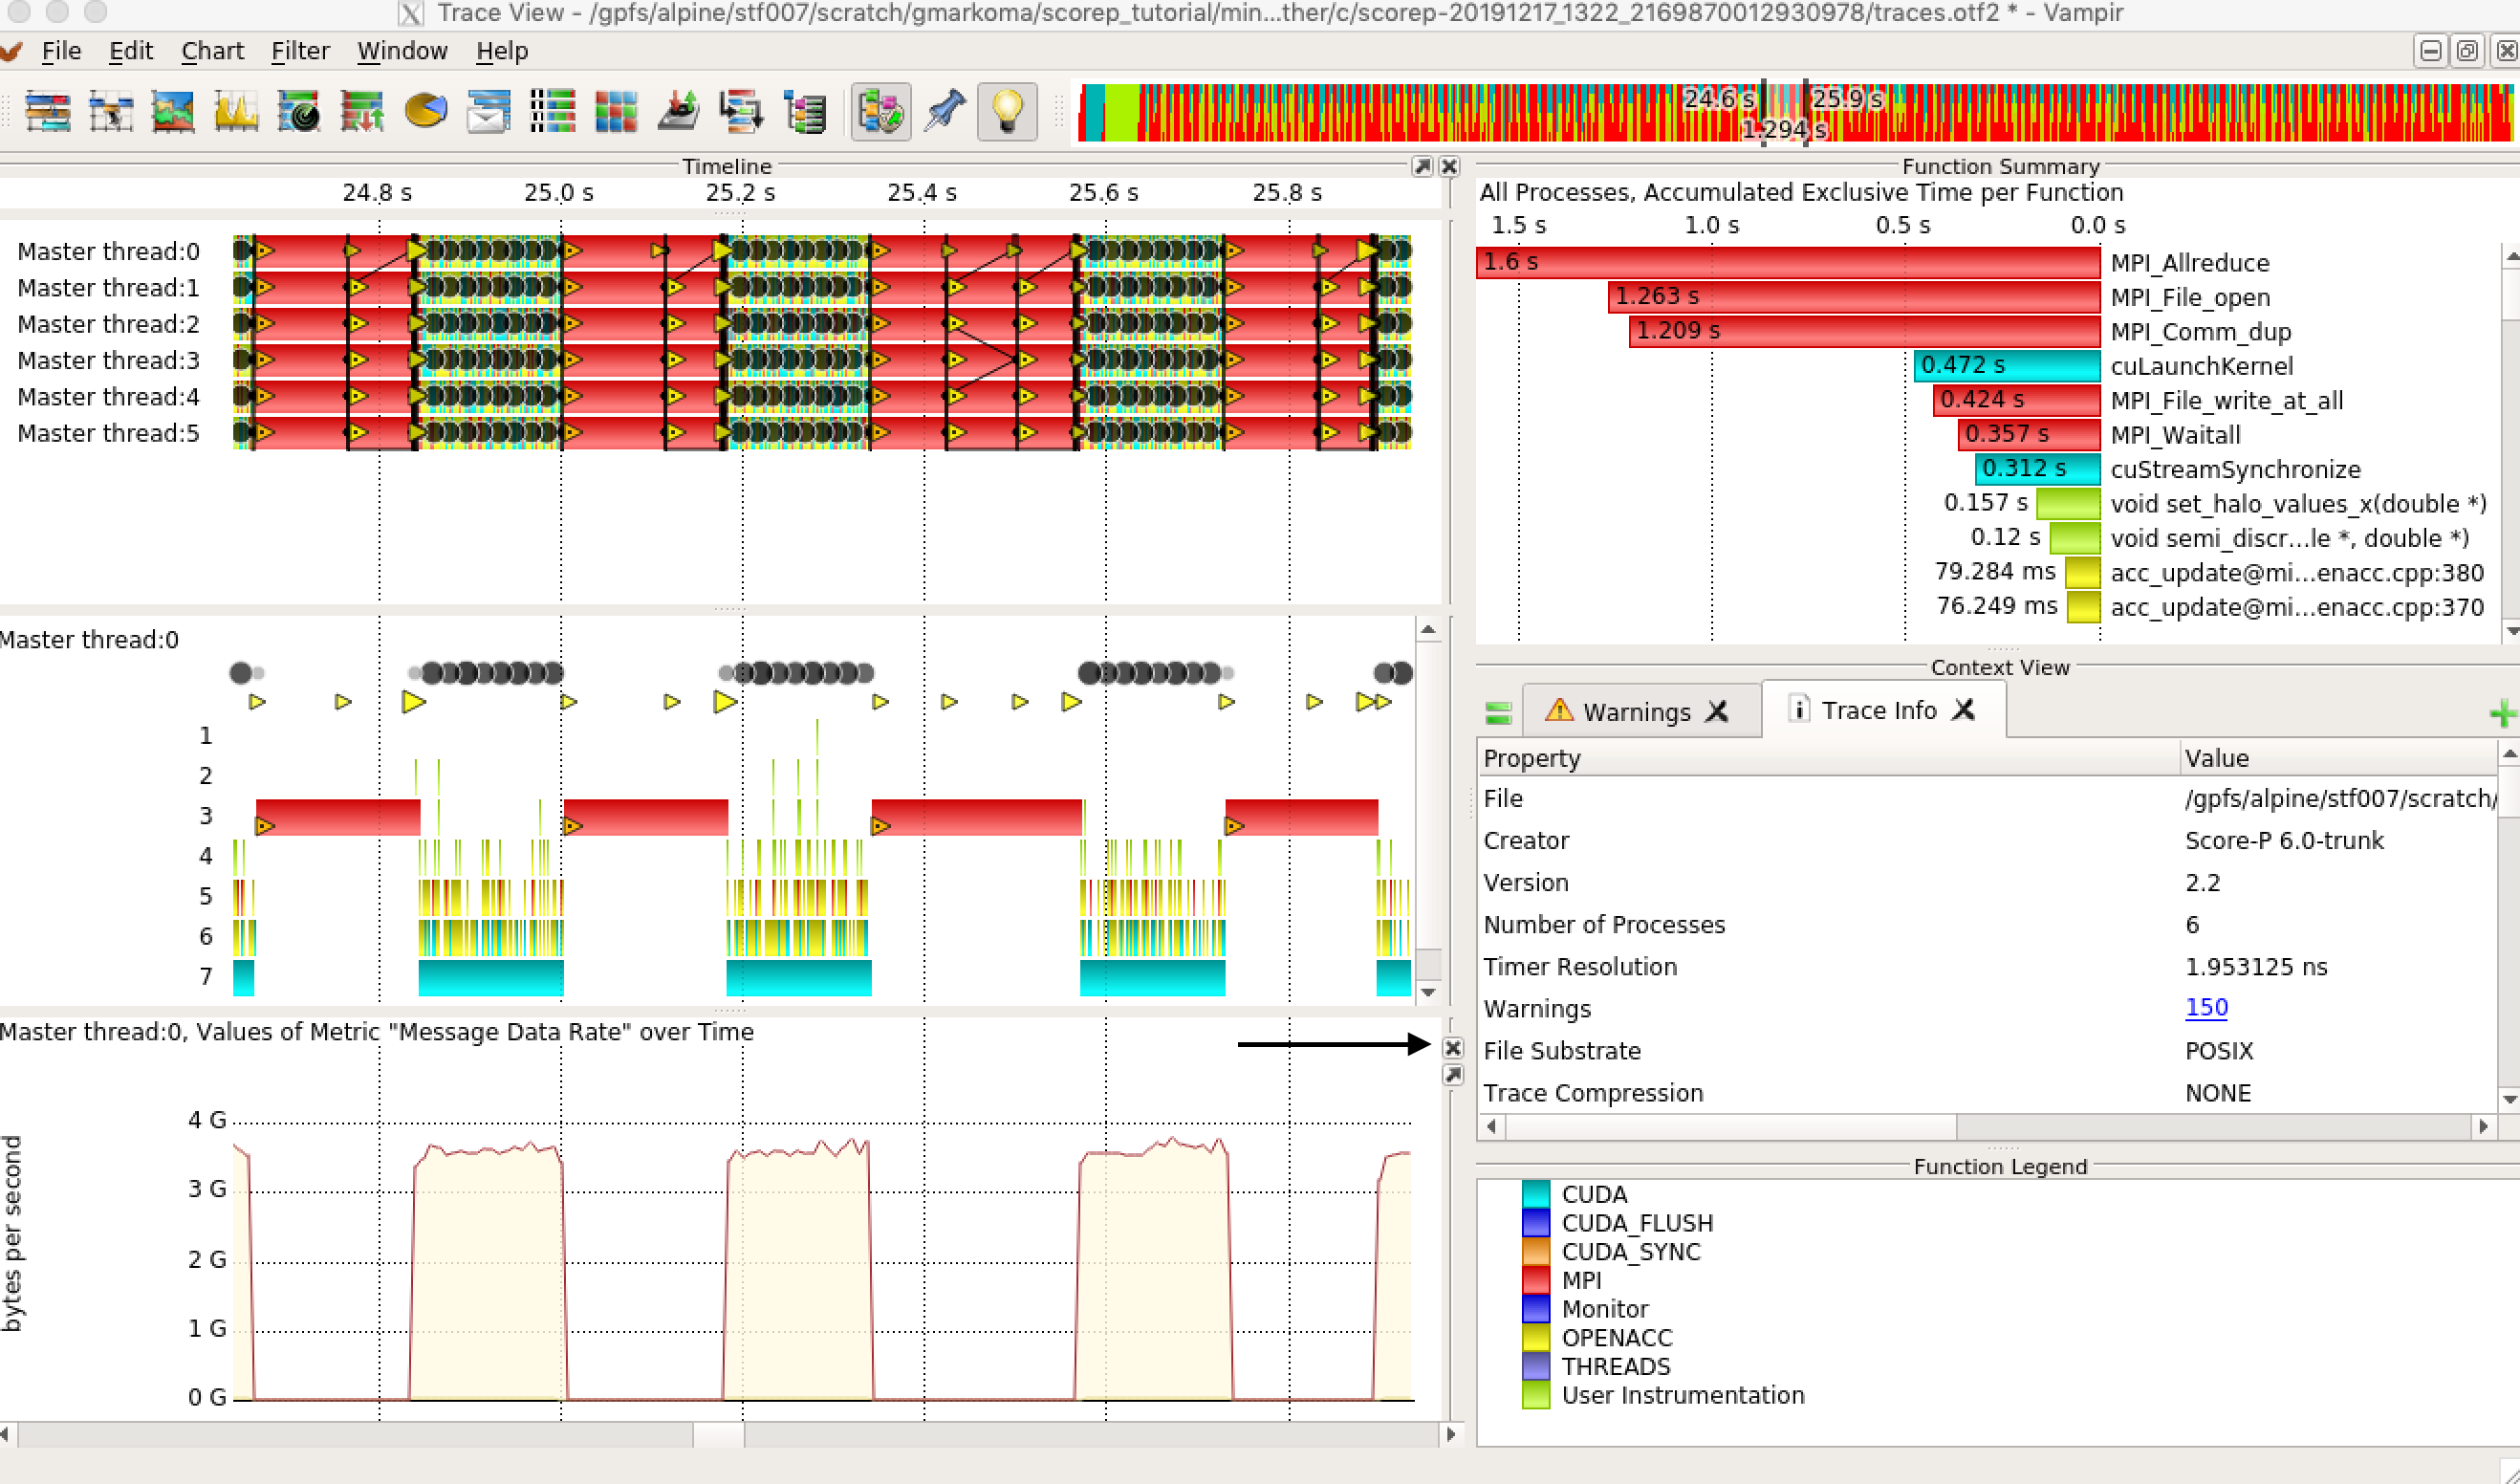 Trace View - /gpfs/alpine/stf007/scratch/gmarkoma/scorep_tutorial/min...ther/c/scorep-20191217_1322_2169870012930978/traces.otf2 * - Vampir
File Edit Chart Filter Window Help
24.6 s 25.9 s
1.294 s
Timeline
24.8 s 25.0 s 25.2 s 25.4 s 25.6 s 25.8 s
Master thread:0
Master thread:1
Master thread:2
Master thread:3
Master thread:4
Master thread:5
Master thread:0
1
2
3
4
5
6
7
Master thread:0, Values of Metric "Message Data Rate" over Time
4 G
3 G
2 G
1 G
0 G
bytes per second
Function Summary
All Processes, Accumulated Exclusive Time per Function
1.5 s 1.0 s 0.5 s 0.0 s
1.6 s MPI_Allreduce
1.263 s MPI_File_open
1.209 s MPI_Comm_dup
0.472 s cuLaunchKernel
0.424 s MPI_File_write_at_all
0.357 s MPI_Waitall
0.312 s cuStreamSynchronize
0.157 s void set_halo_values_x(double *)
0.12 s void semi_discr...le *, double *)
79.284 ms acc_update@mi...enacc.cpp:380
76.249 ms acc_update@mi...enacc.cpp:370
Context View
Warnings Trace Info
Property Value
File /gpfs/alpine/stf007/scratch/
Creator Score-P 6.0-trunk
Version 2.2
Number of Processes 6
Timer Resolution 1.953125 ns
Warnings 150
File Substrate POSIX
Trace Compression NONE
Function Legend
CUDA
CUDA_FLUSH
CUDA_SYNC
MPI
Monitor
OPENACC
THREADS
User Instrumentation